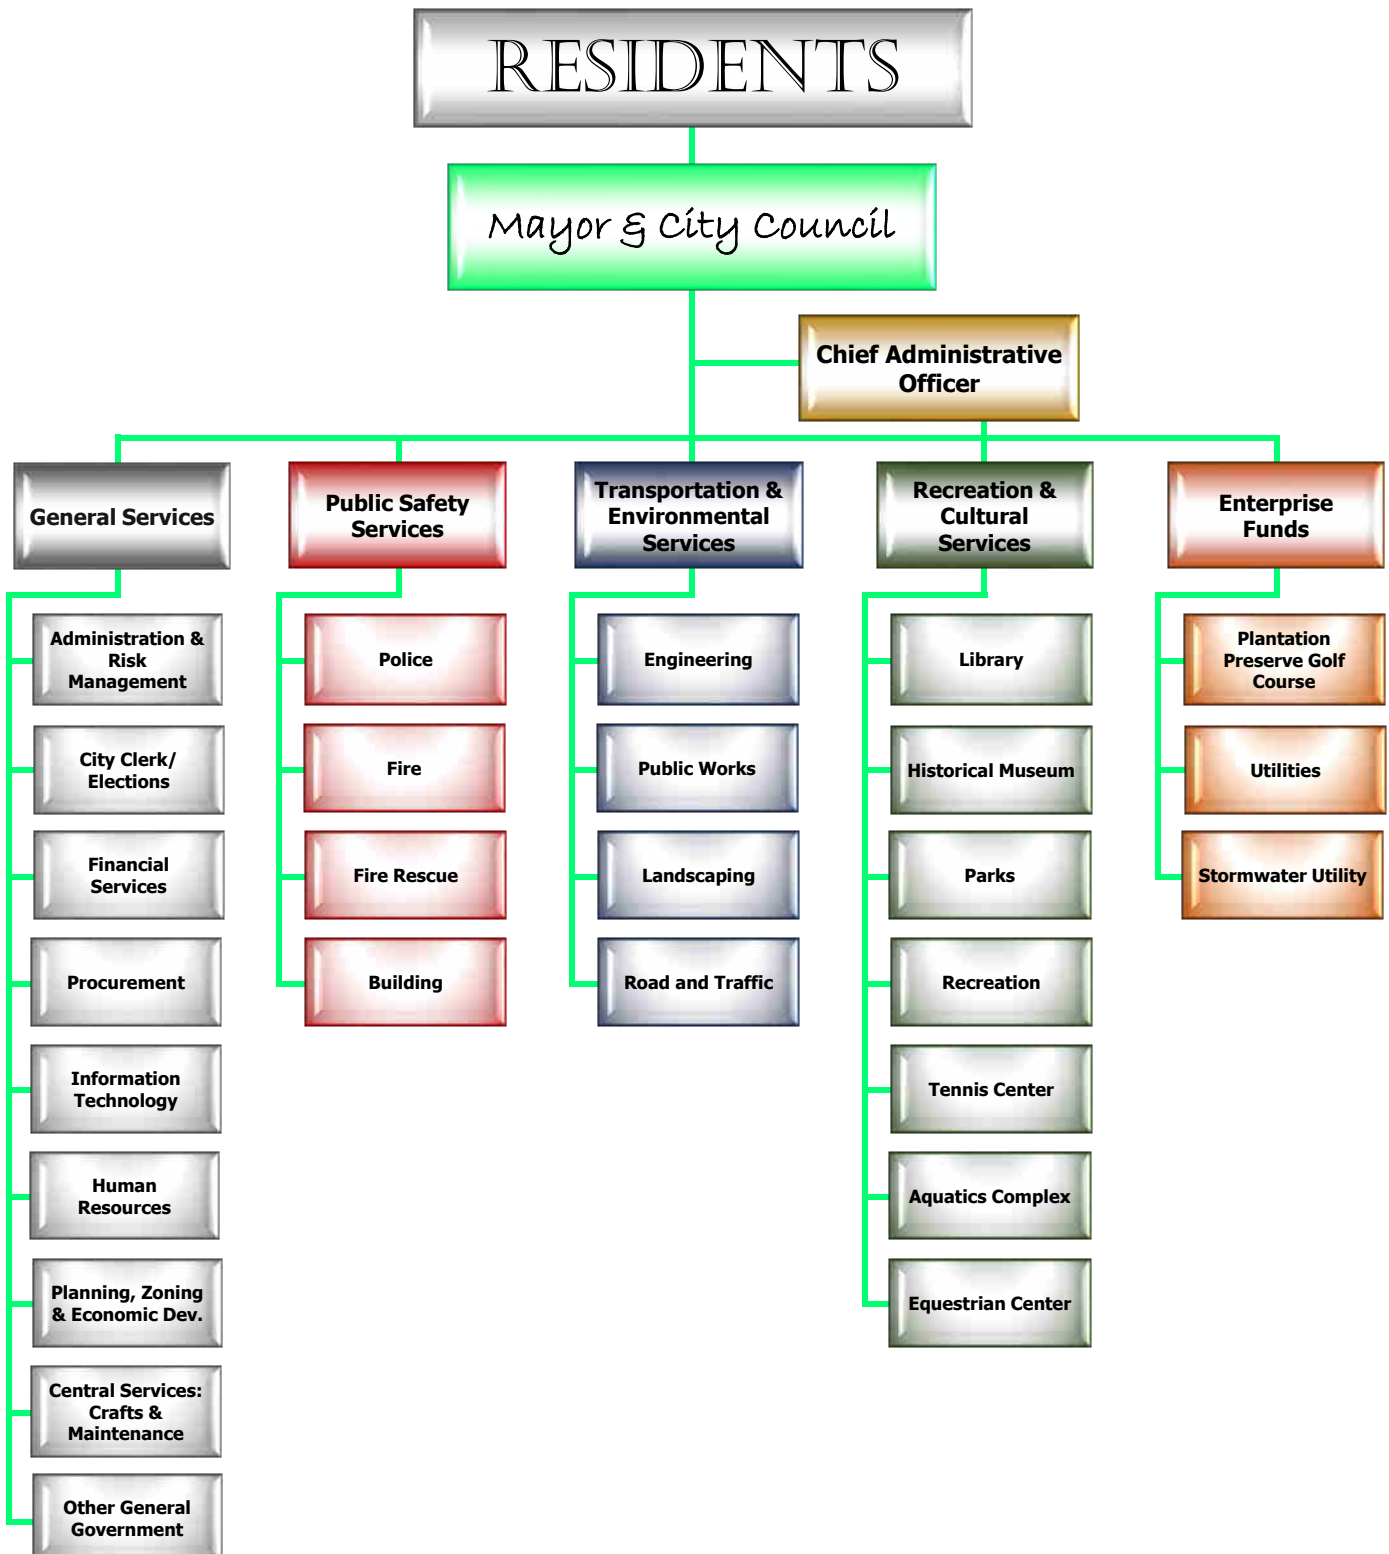 RESIDENTS
Mayor & City Council
Chief Administrative
Officer
General Services
Administration &
Risk
Management
City Clerk/
Elections
Financial
Services
Procurement
Information
Technology
Human
Resources
Planning, Zoning
& Economic Dev.
Central Services:
Crafts &
Maintenance
Other General
Government
Public Safety
Services
Police
Fire
Fire Rescue
Building
Transportation &
Environmental
Services
Engineering
Public Works
Landscaping
Road and Traffic
Recreation &
Cultural
Services
Library
Historical Museum
Parks
Recreation
Tennis Center
Aquatics Complex
Equestrian Center
Enterprise
Funds
Plantation
Preserve Golf
Course
Utilities
Stormwater Utility